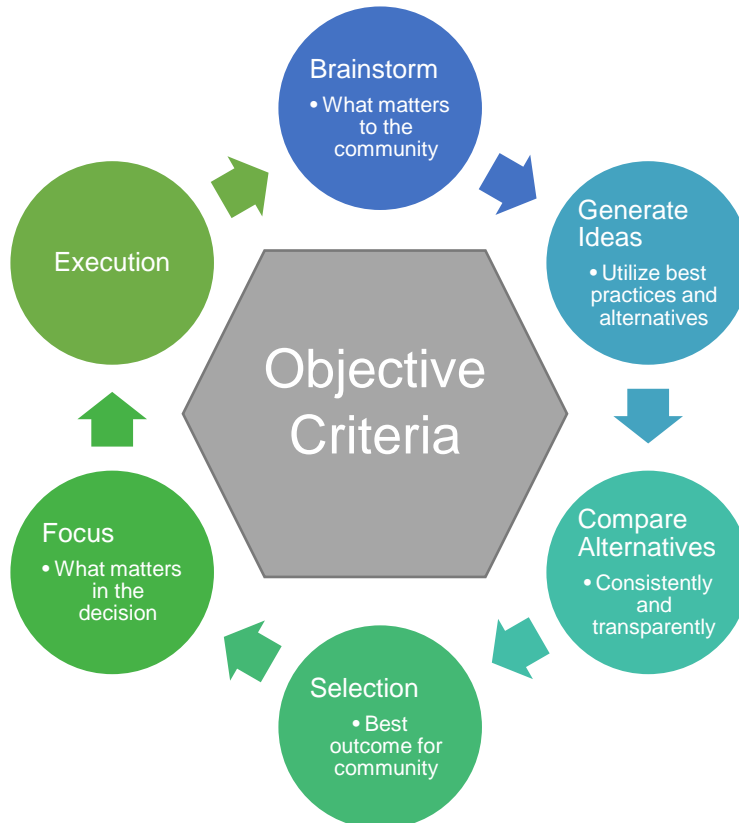 Brainstorm
• What matters
to the
community
Generate
Ideas
• Utilize best
practices and
alternatives
Compare
Alternatives
• Consistently
and
transparently
Selection
• Best
outcome for
community
Focus
• What matters
in the
decision
Execution
Objective
Criteria